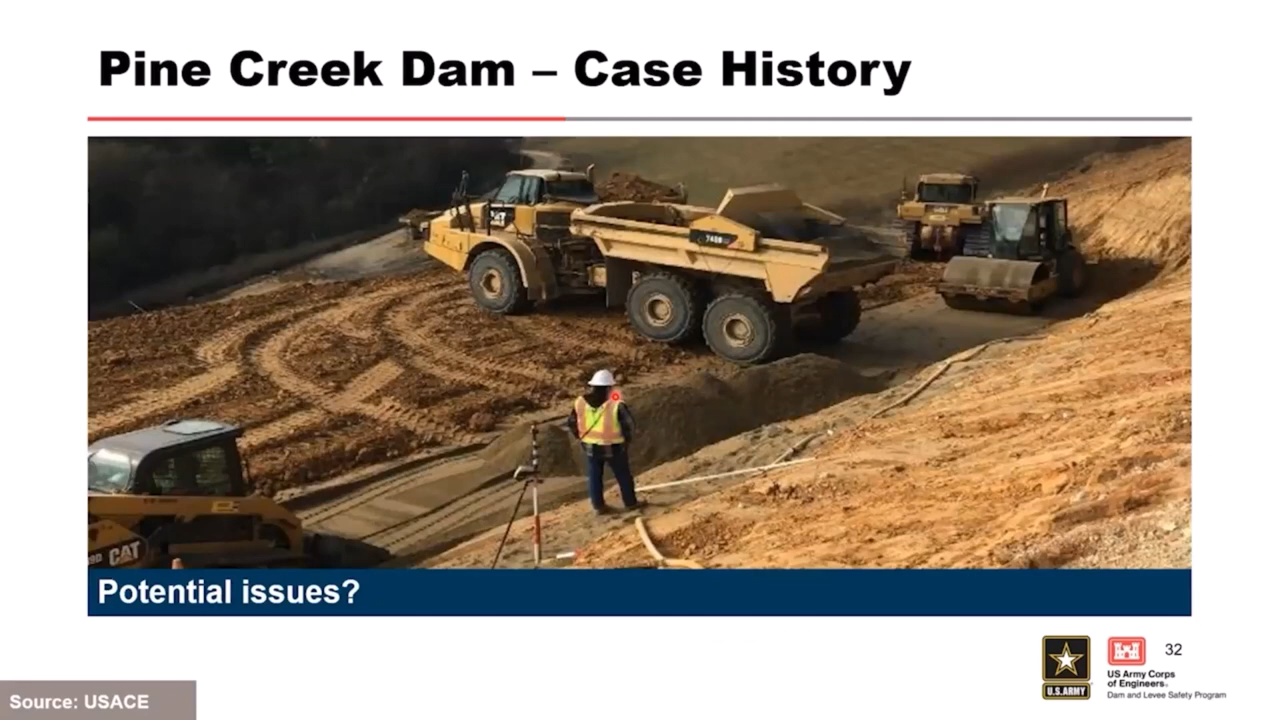 Pine Creek Dam – Case History
CAT
740B
CAT
Potential issues?
U.S.ARMY
US Army Corps
of Engineers®
Dam and Levee Safety Program
32
Source: USACE